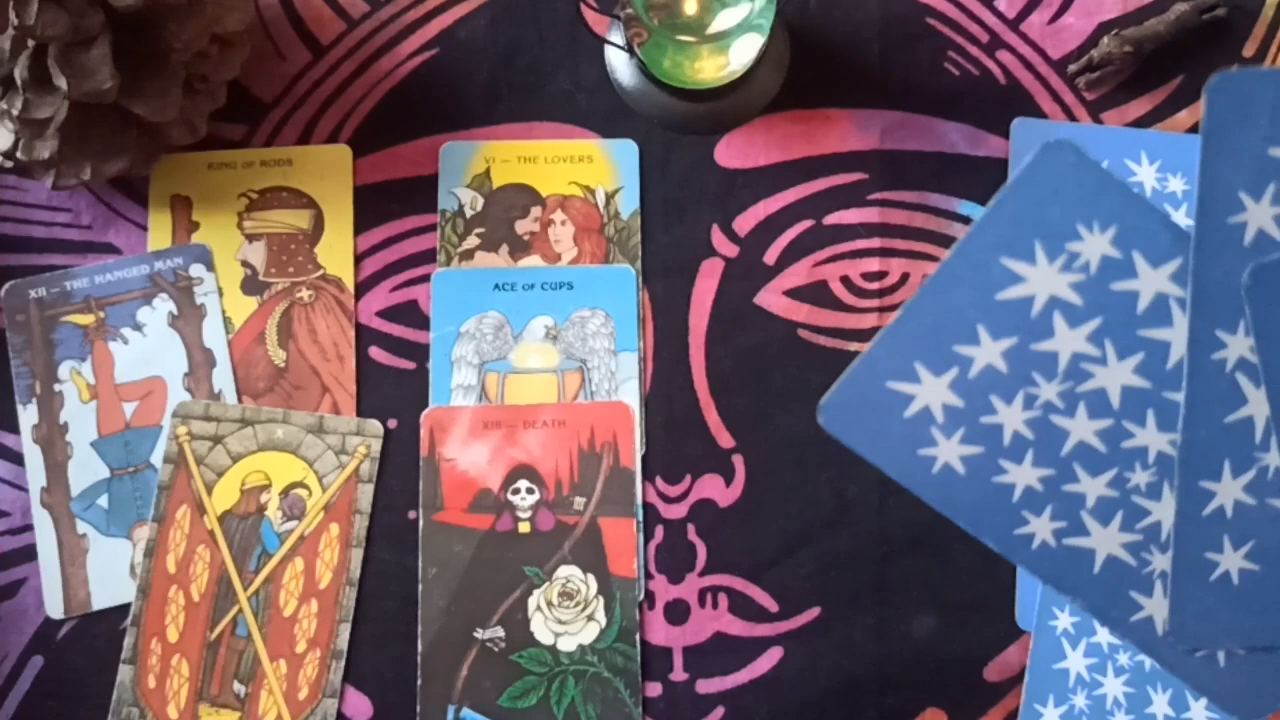 KING OF RODS
VI — THE LOVERS
XII — THE HANGED MAN
ACE OF CUPS
X
XIII — DEATH